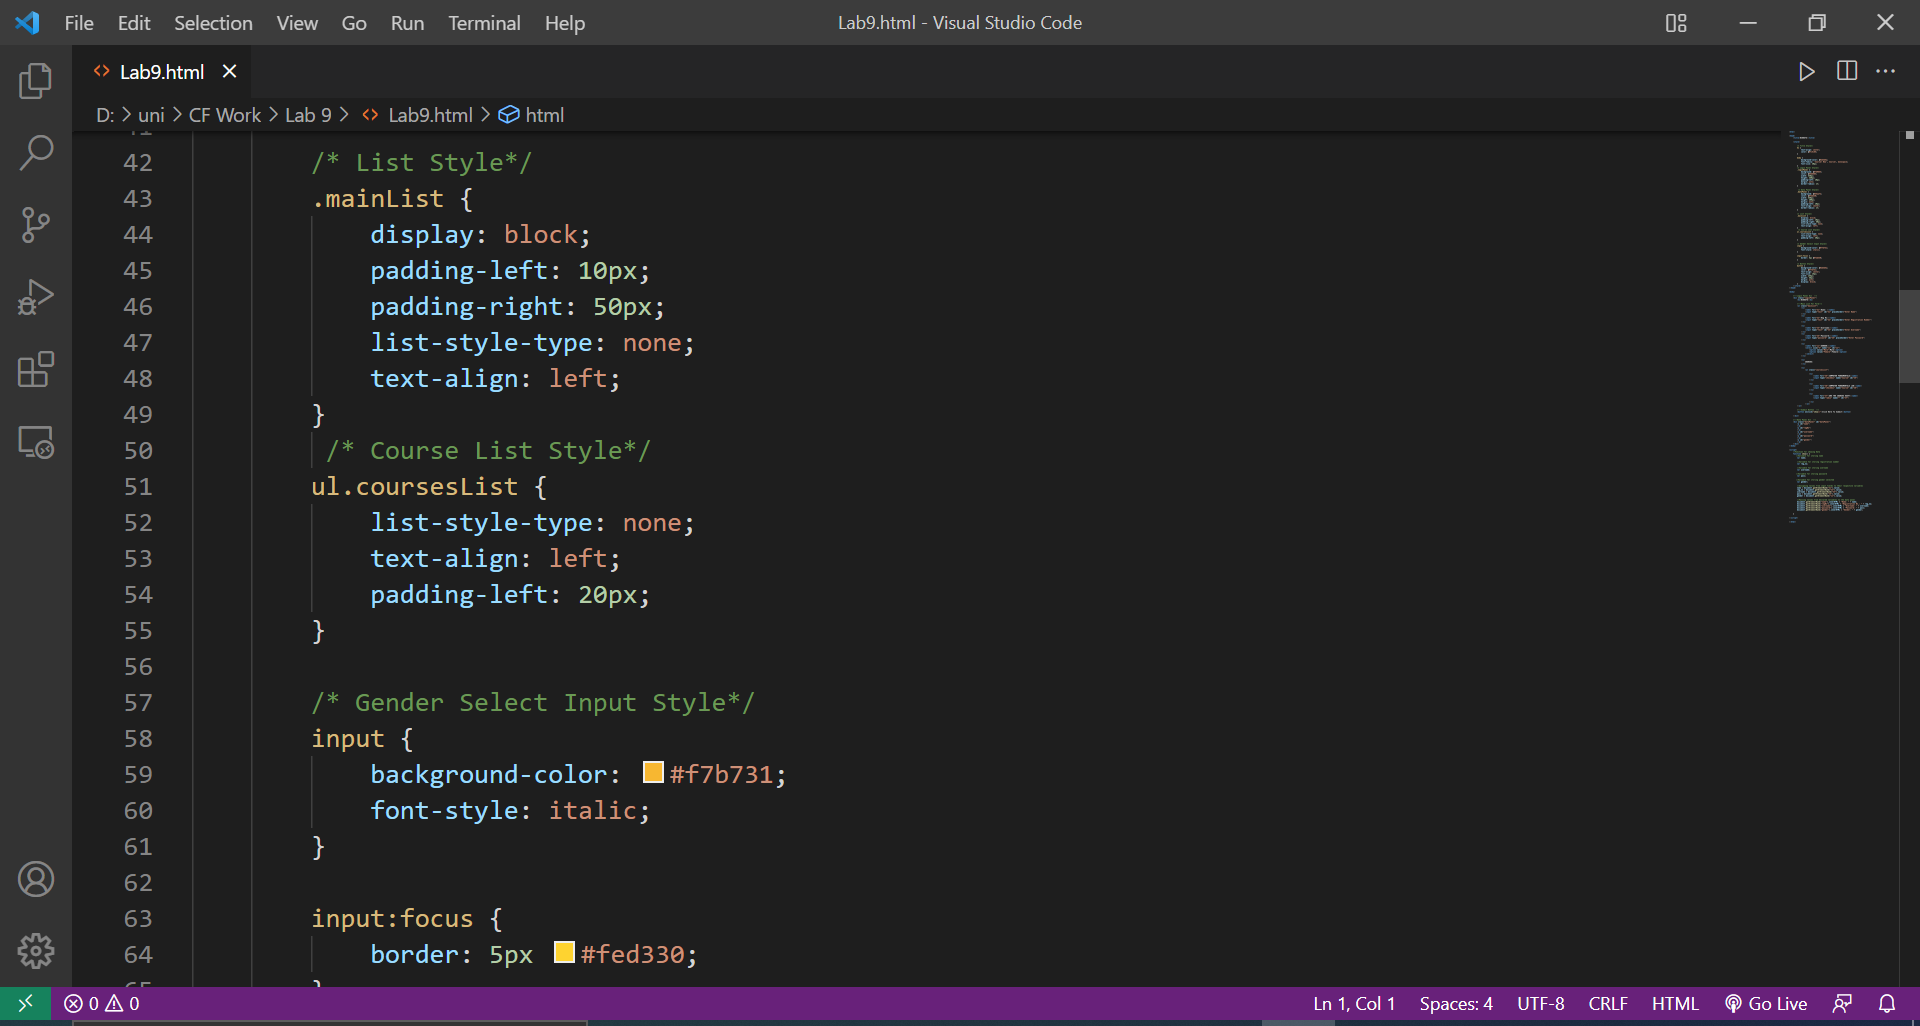 File Edit Selection View Go Run Terminal Help Lab9.html - Visual Studio Code
Lab9.html
D: > uni > CF Work > Lab 9 > Lab9.html > html
42 /* List Style*/
43 .mainList {
44 display: block;
45 padding-left: 10px;
46 padding-right: 50px;
47 list-style-type: none;
48 text-align: left;
49 }
50 /* Course List Style*/
51 ul.coursesList {
52 list-style-type: none;
53 text-align: left;
54 padding-left: 20px;
55 }
56
57 /* Gender Select Input Style*/
58 input {
59 background-color: #f7b731;
60 font-style: italic;
61 }
62
63 input:focus {
64 border: 5px #fed330;
0 0 Ln 1, Col 1 Spaces: 4 UTF-8 CRLF HTML Go Live